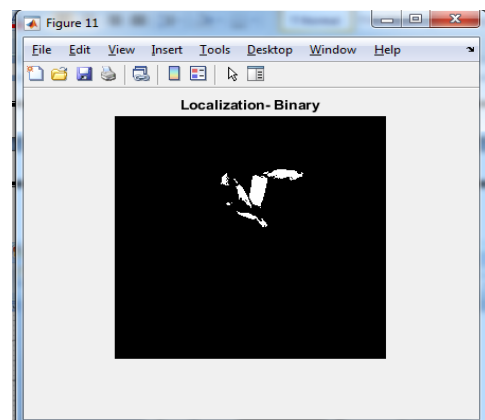 Figure 11
File Edit View Insert Tools Desktop Window Help
Localization- Binary